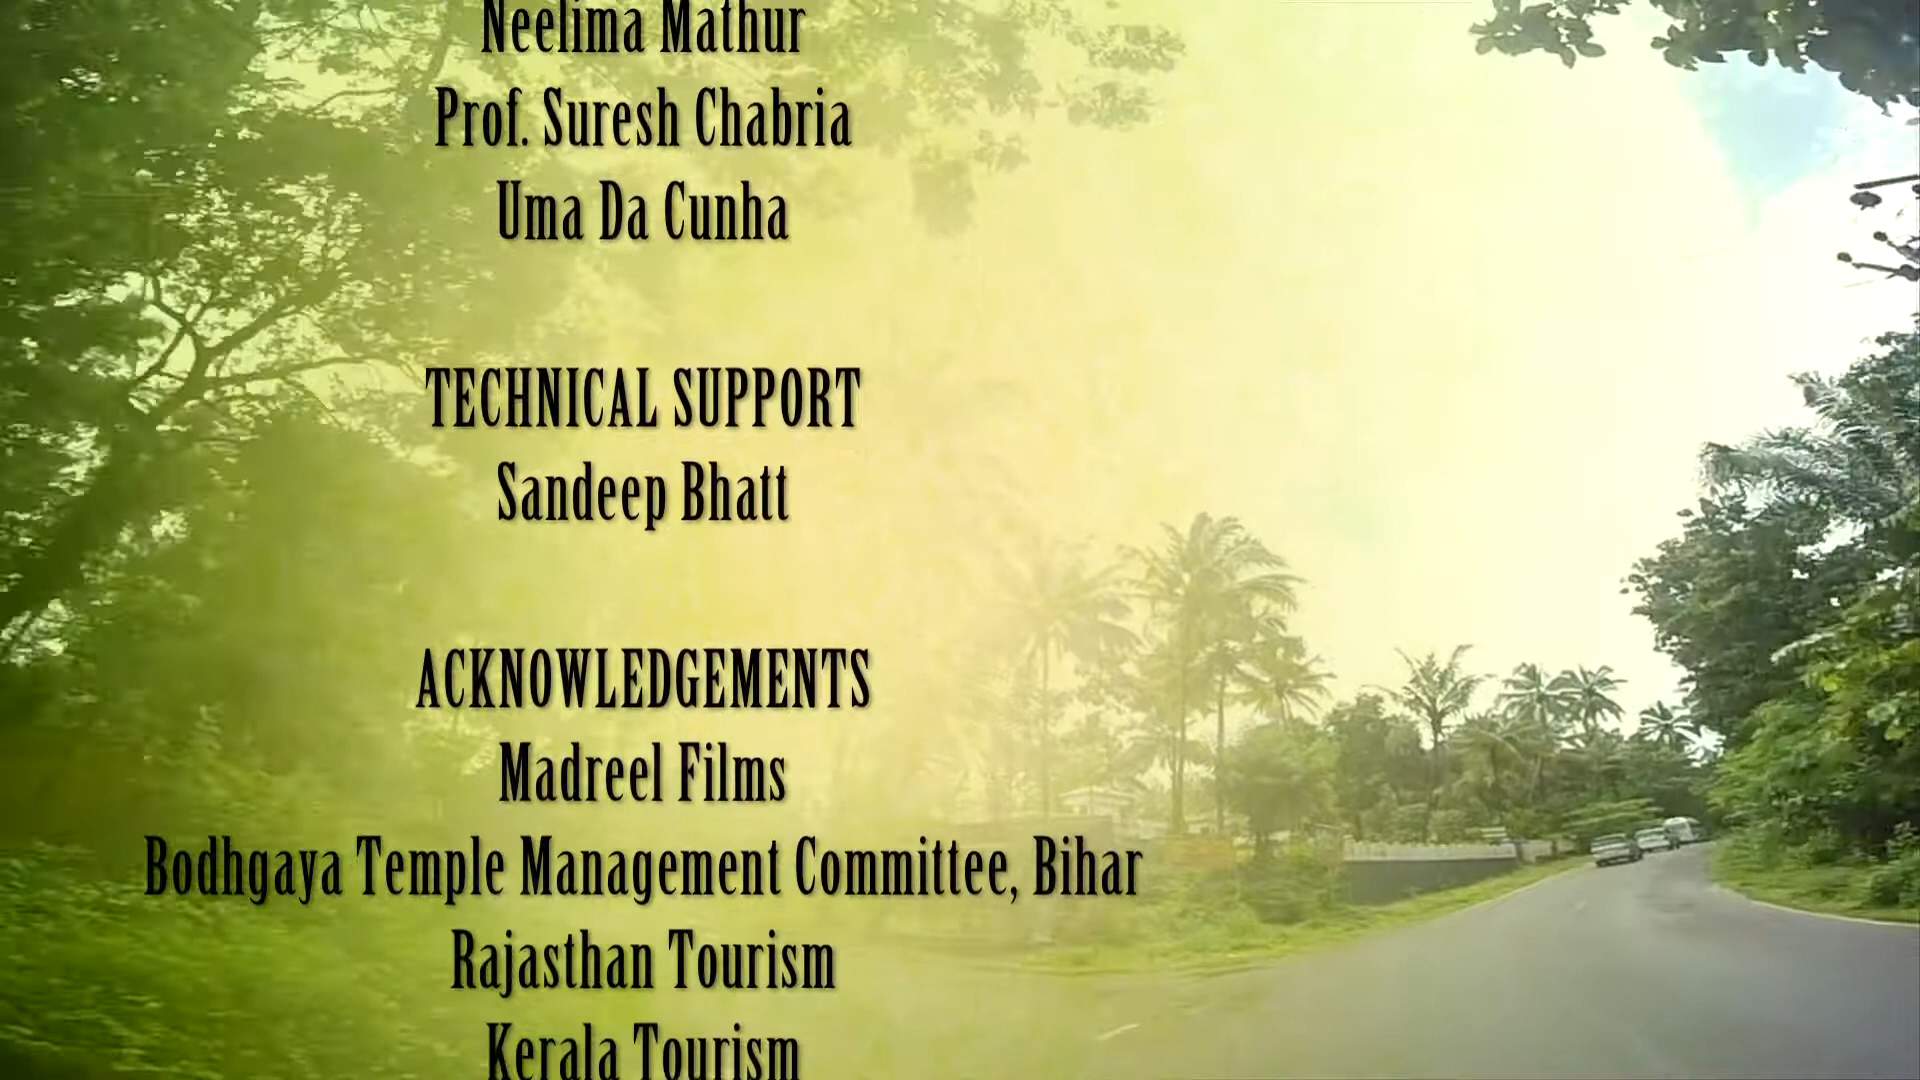 Neelima Mathur
Prof. Suresh Chabria
Uma Da Cunha
TECHNICAL SUPPORT
Sandeep Bhatt
ACKNOWLEDGEMENTS
Madreel Films
Bodhgaya Temple Management Committee, Bihar
Rajasthan Tourism
Kerala Tourism